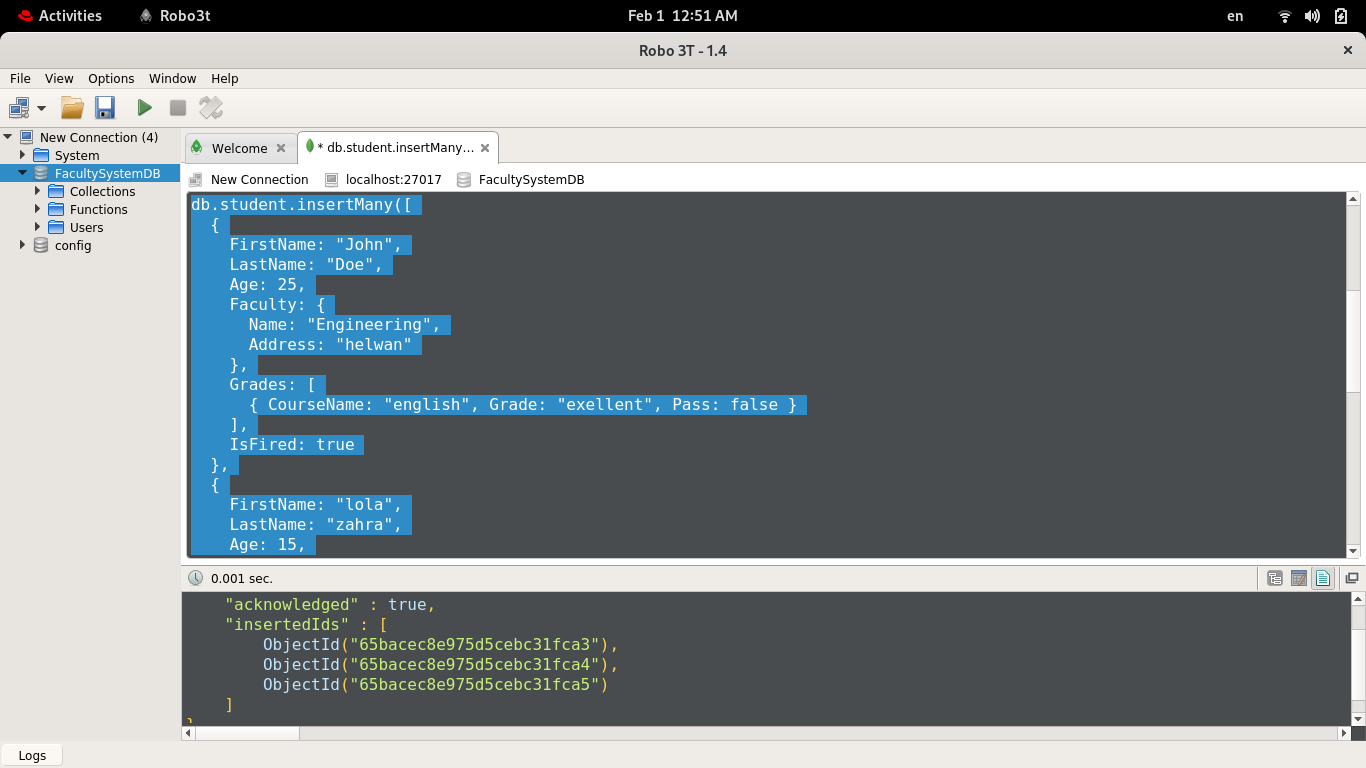 Activities Robo3t Feb 1 12:51 AM en
Robo 3T - 1.4
File View Options Window Help
New Connection (4)
System
FacultySystemDB
Collections
Functions
Users
config
Welcome * db.student.insertMany...
New Connection localhost:27017 FacultySystemDB
db.student.insertMany([
  {
    FirstName: "John",
    LastName: "Doe",
    Age: 25,
    Faculty: {
      Name: "Engineering",
      Address: "helwan"
    },
    Grades: [
      { CourseName: "english", Grade: "exellent", Pass: false }
    ],
    IsFired: true
  },
  {
    FirstName: "lola",
    LastName: "zahra",
    Age: 15,
0.001 sec.
    "acknowledged" : true,
    "insertedIds" : [
        ObjectId("65bacec8e975d5cebc31fca3"),
        ObjectId("65bacec8e975d5cebc31fca4"),
        ObjectId("65bacec8e975d5cebc31fca5")
    ]
}
Logs